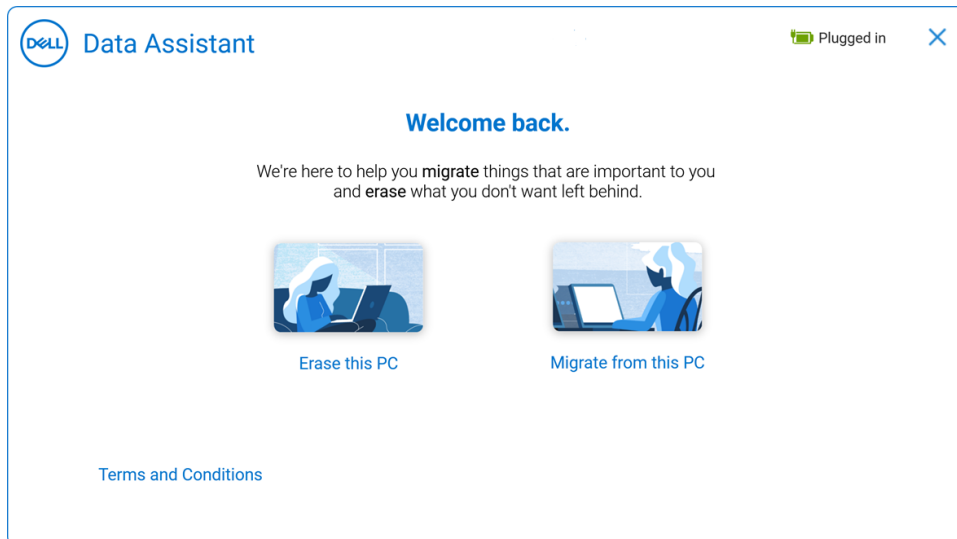 DELL
Data Assistant
Plugged in
Welcome back.
We're here to help you migrate things that are important to you
and erase what you don't want left behind.
Erase this PC
Migrate from this PC
Terms and Conditions